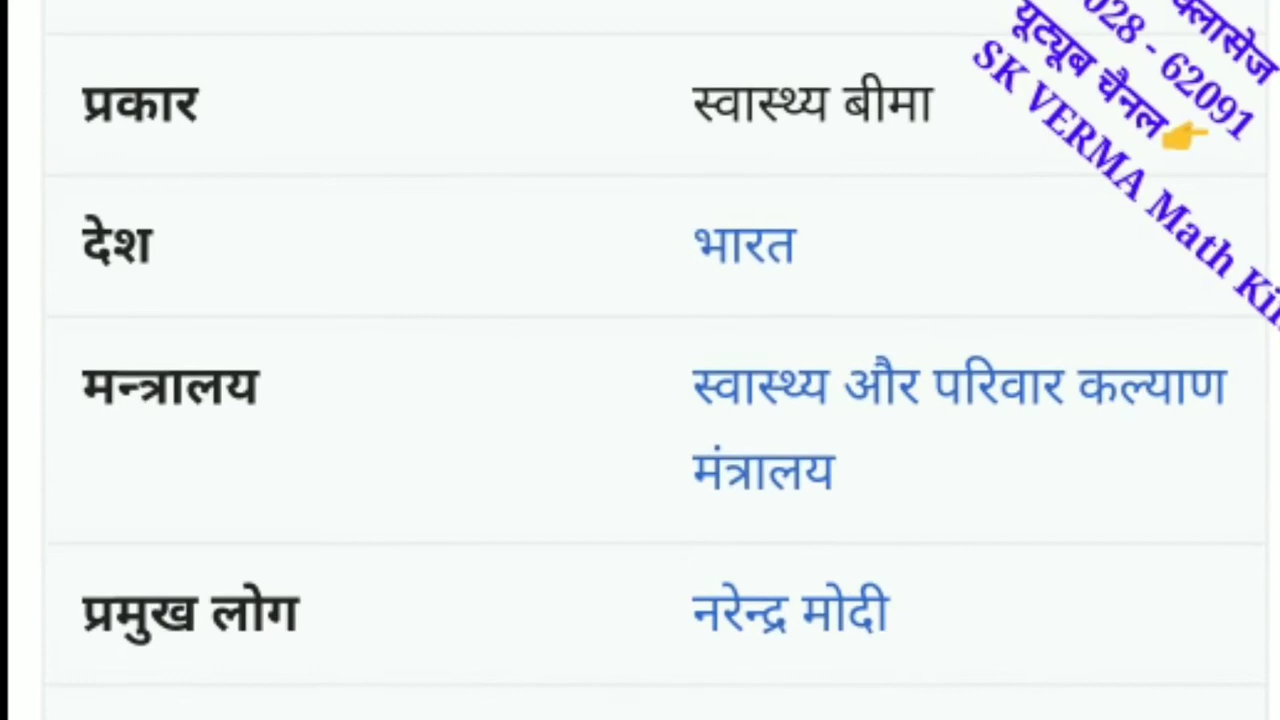 प्रकार स्वास्थ्य बीमा
देश भारत
मन्त्रालय स्वास्थ्य और परिवार कल्याण
मंत्रालय
प्रमुख लोग नरेन्द्र मोदी
क्लासेज
028 - 62091
यूट्यूब चैनल👉
SK VERMA Math